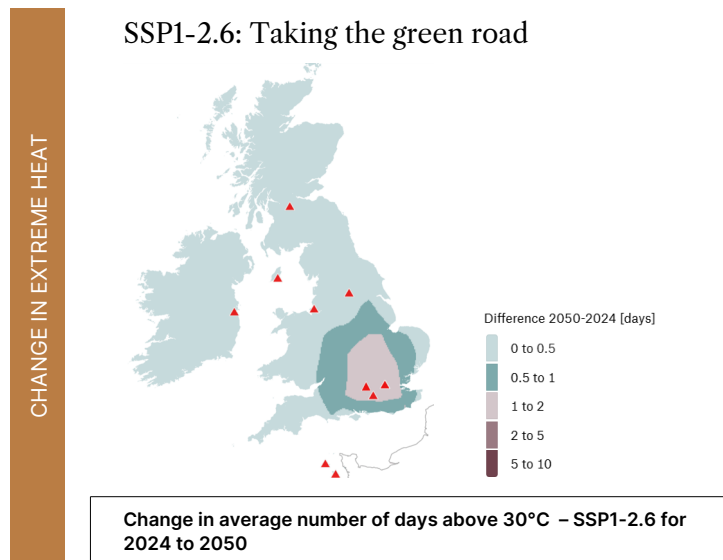 SSP1-2.6: Taking the green road
CHANGE IN EXTREME HEAT
Difference 2050-2024 [days]
0 to 0.5
0.5 to 1
1 to 2
2 to 5
5 to 10
Change in average number of days above 30°C – SSP1-2.6 for
2024 to 2050